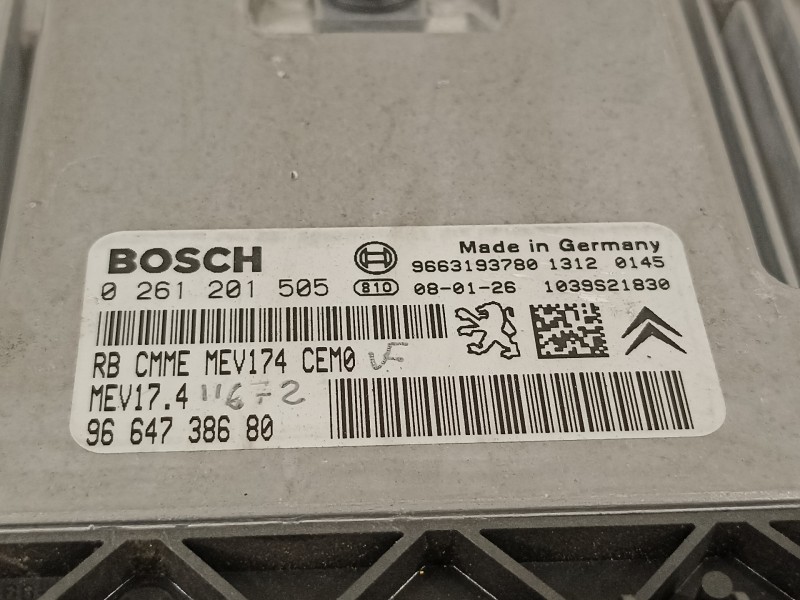 BOSCH
Made in Germany
9663193780 1312 0145
0 261 201 505
810
08-01-26 1039S21830
RB CMME MEV174 CEM0
MEV17.4 11672
96 647 386 80